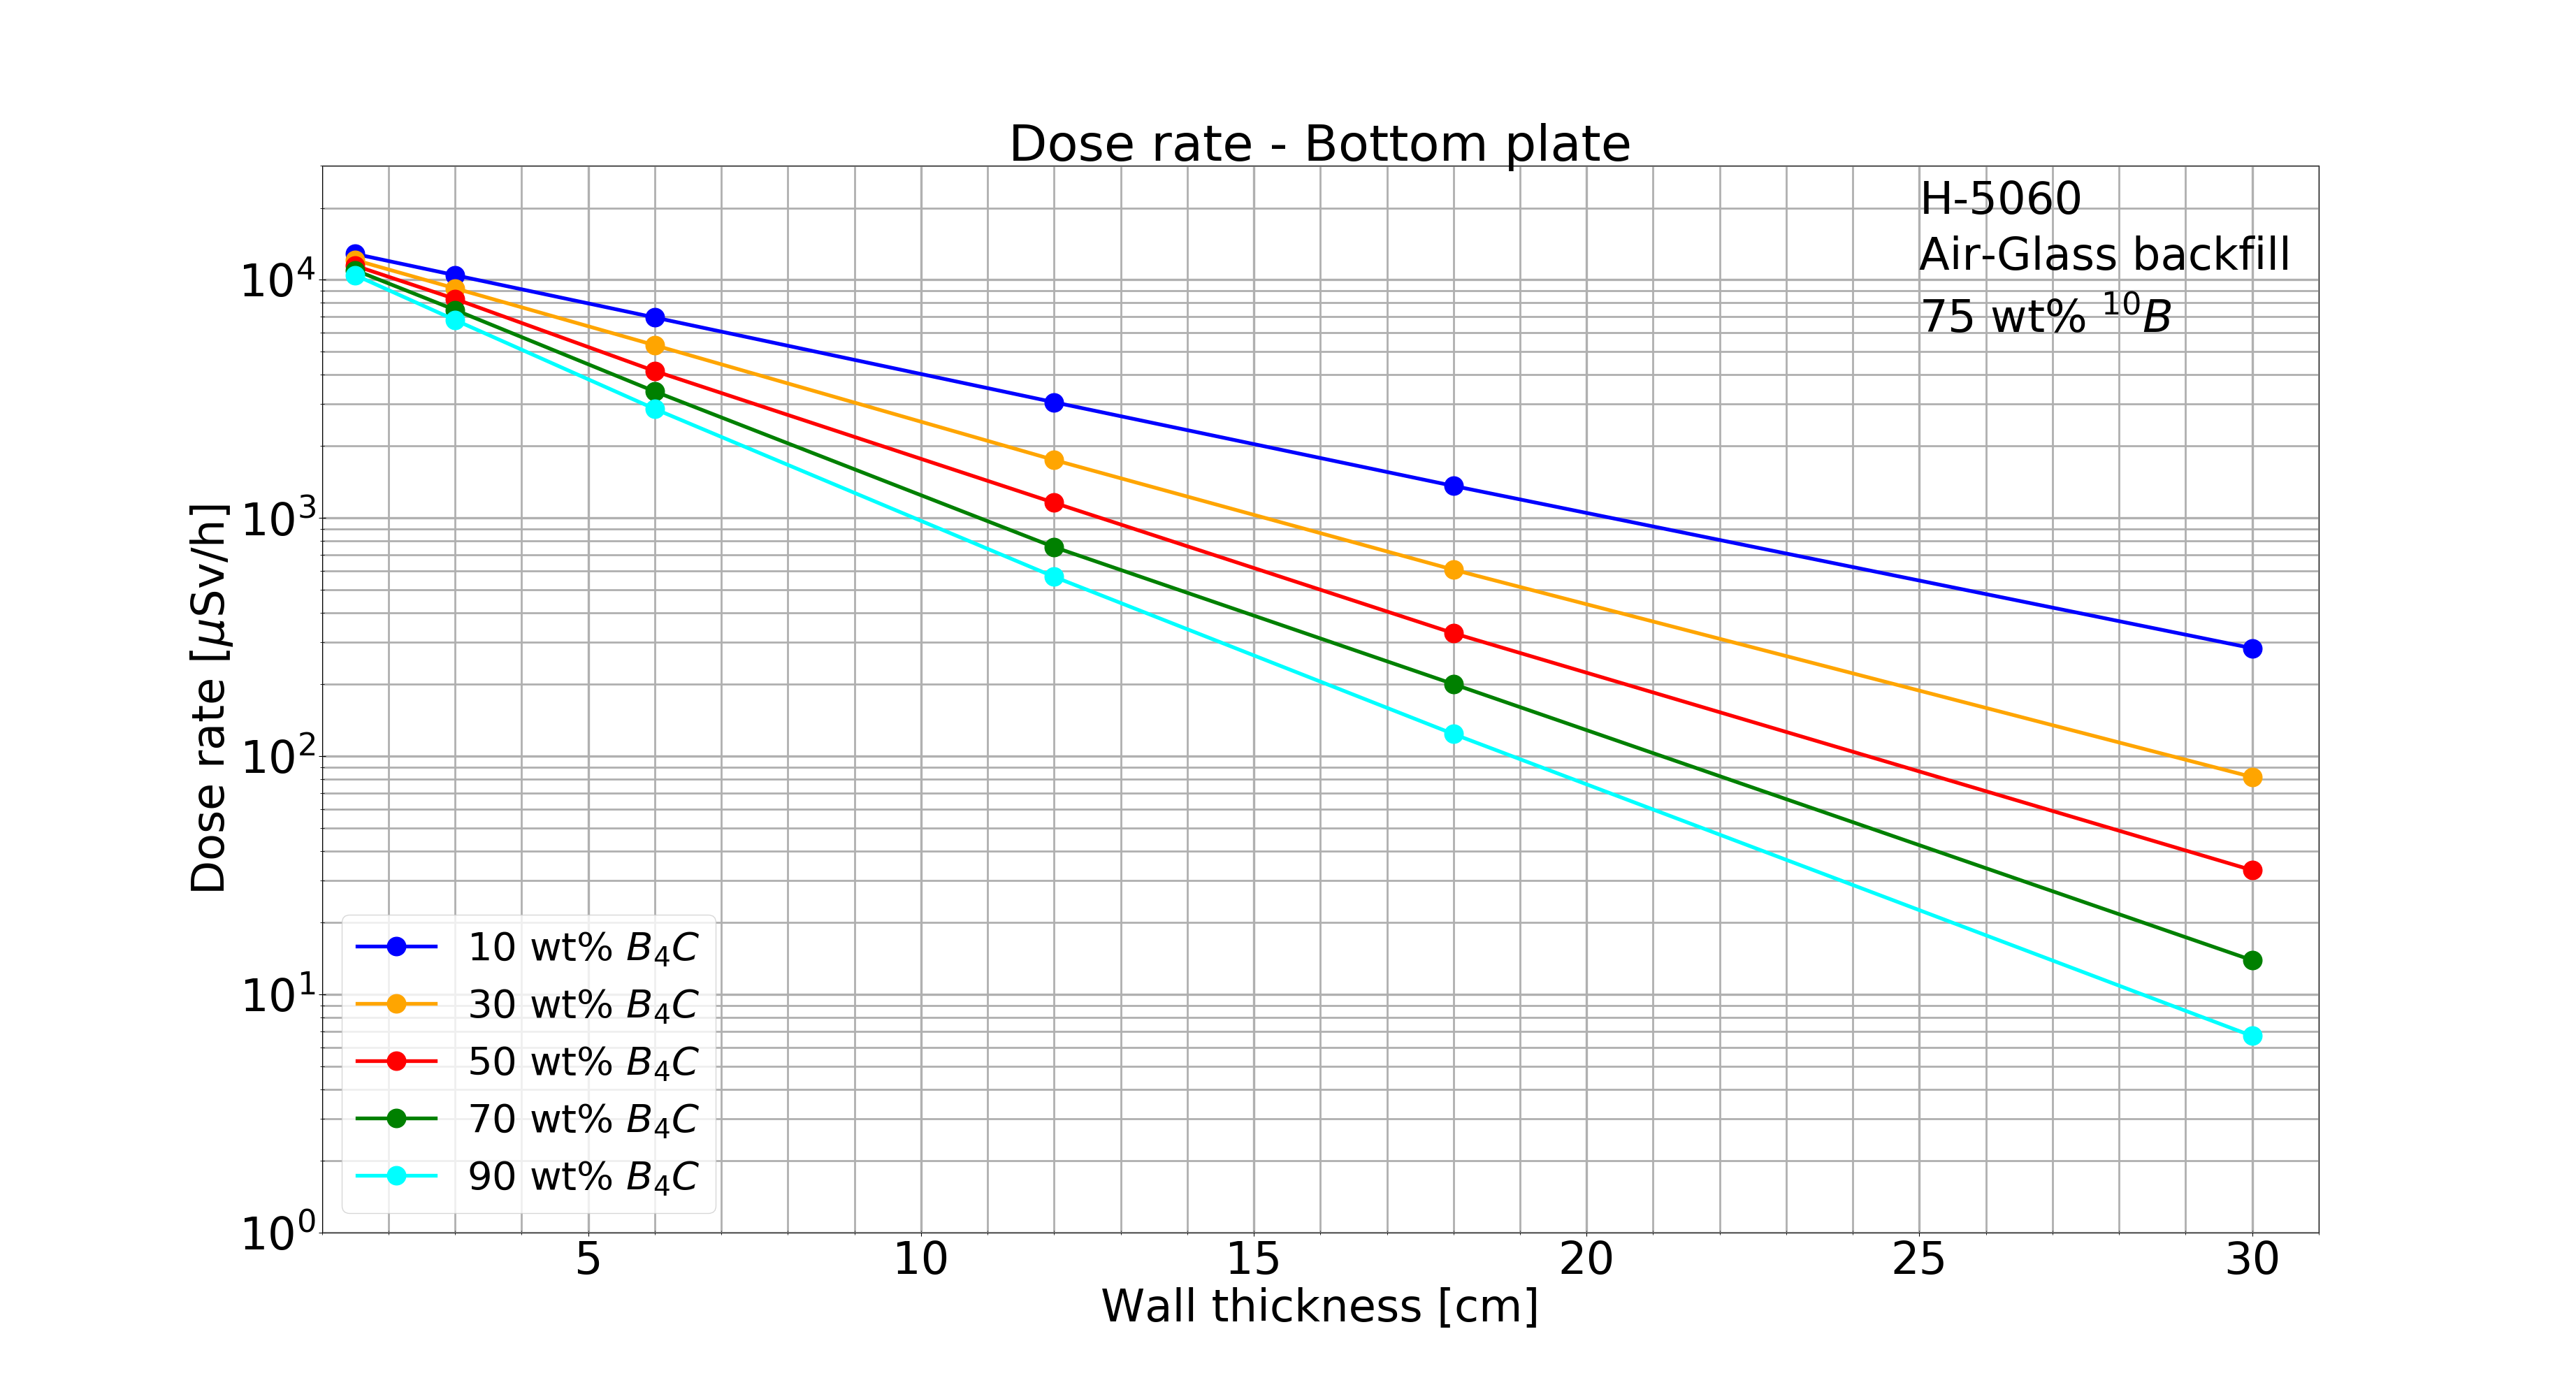 Dose rate - Bottom plate
H-5060
Air-Glass backfill
75 wt% ¹⁰B
Dose rate [μSv/h]
10⁴
10³
10²
10¹
10⁰
10 wt% B₄C
30 wt% B₄C
50 wt% B₄C
70 wt% B₄C
90 wt% B₄C
5 10 15 20 25 30
Wall thickness [cm]